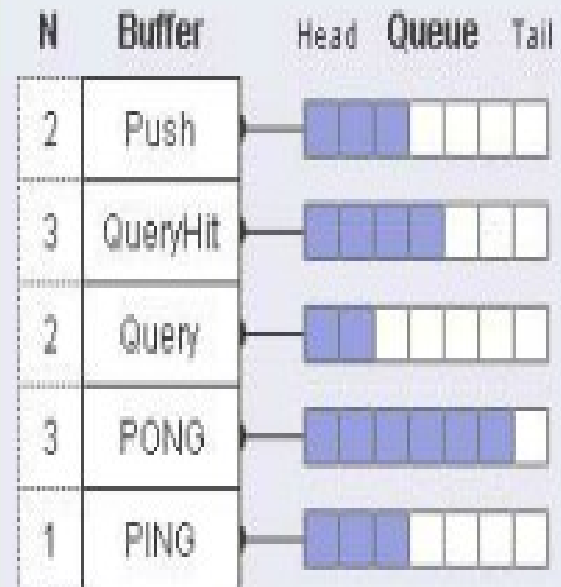 N Buffer Head Queue Tail
2 Push
3 QueryHit
2 Query
3 PONG
1 PING